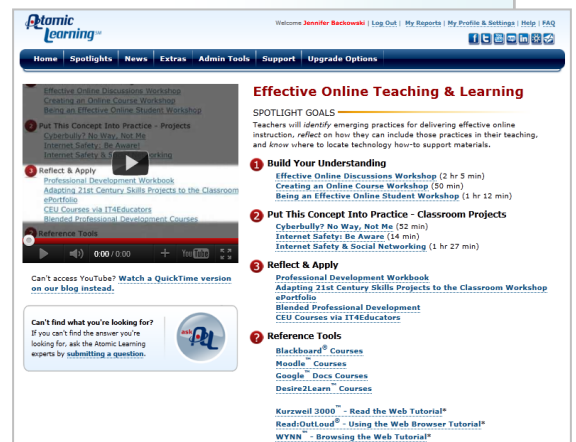 Atomic
Learning
Welcome Jennifer Backowski | Log Out | My Reports | My Profile & Settings | Help | FAQ
Home Spotlights News Extras Admin Tools Support Upgrade Options
Effective Online Discussions Workshop
Creating an Online Course Workshop
Being an Effective Online Student Workshop
2 Put This Concept Into Practice - Projects
Cyberbully? No Way, Not Me
Internet Safety: Be Aware!
Internet Safety & Social Networking
3 Reflect & Apply
Professional Development Workbook
Adapting 21st Century Skills Projects to the Classroom
ePortfolio
CEU Courses via IT4Educators
Blended Professional Development Courses
? Reference Tools
0:00 / 0:00 YouTube
Can't access YouTube? Watch a QuickTime version
on our blog instead.
Can't find what you're looking for?
If you can't find the answer you're
looking for, ask the Atomic Learning
experts by submitting a question.
ask AL
Effective Online Teaching & Learning
SPOTLIGHT GOALS
Teachers will identify emerging practices for delivering effective online
instruction, reflect on how they can include those practices in their teaching,
and know where to locate technology how-to support materials.
1 Build Your Understanding
Effective Online Discussions Workshop (2 hr 5 min)
Creating an Online Course Workshop (50 min)
Being an Effective Online Student Workshop (1 hr 12 min)
2 Put This Concept Into Practice - Classroom Projects
Cyberbully? No Way, Not Me (52 min)
Internet Safety: Be Aware (14 min)
Internet Safety & Social Networking (1 hr 27 min)
3 Reflect & Apply
Professional Development Workbook
Adapting 21st Century Skills Projects to the Classroom Workshop
ePortfolio
Blended Professional Development
CEU Courses via IT4Educators
? Reference Tools
Blackboard® Courses
Moodle™ Courses
Google™ Docs Courses
Desire2Learn™ Courses
Kurzweil 3000™ - Read the Web Tutorial*
Read:OutLoud® - Using the Web Browser Tutorial*
WYNN™ - Browsing the Web Tutorial*